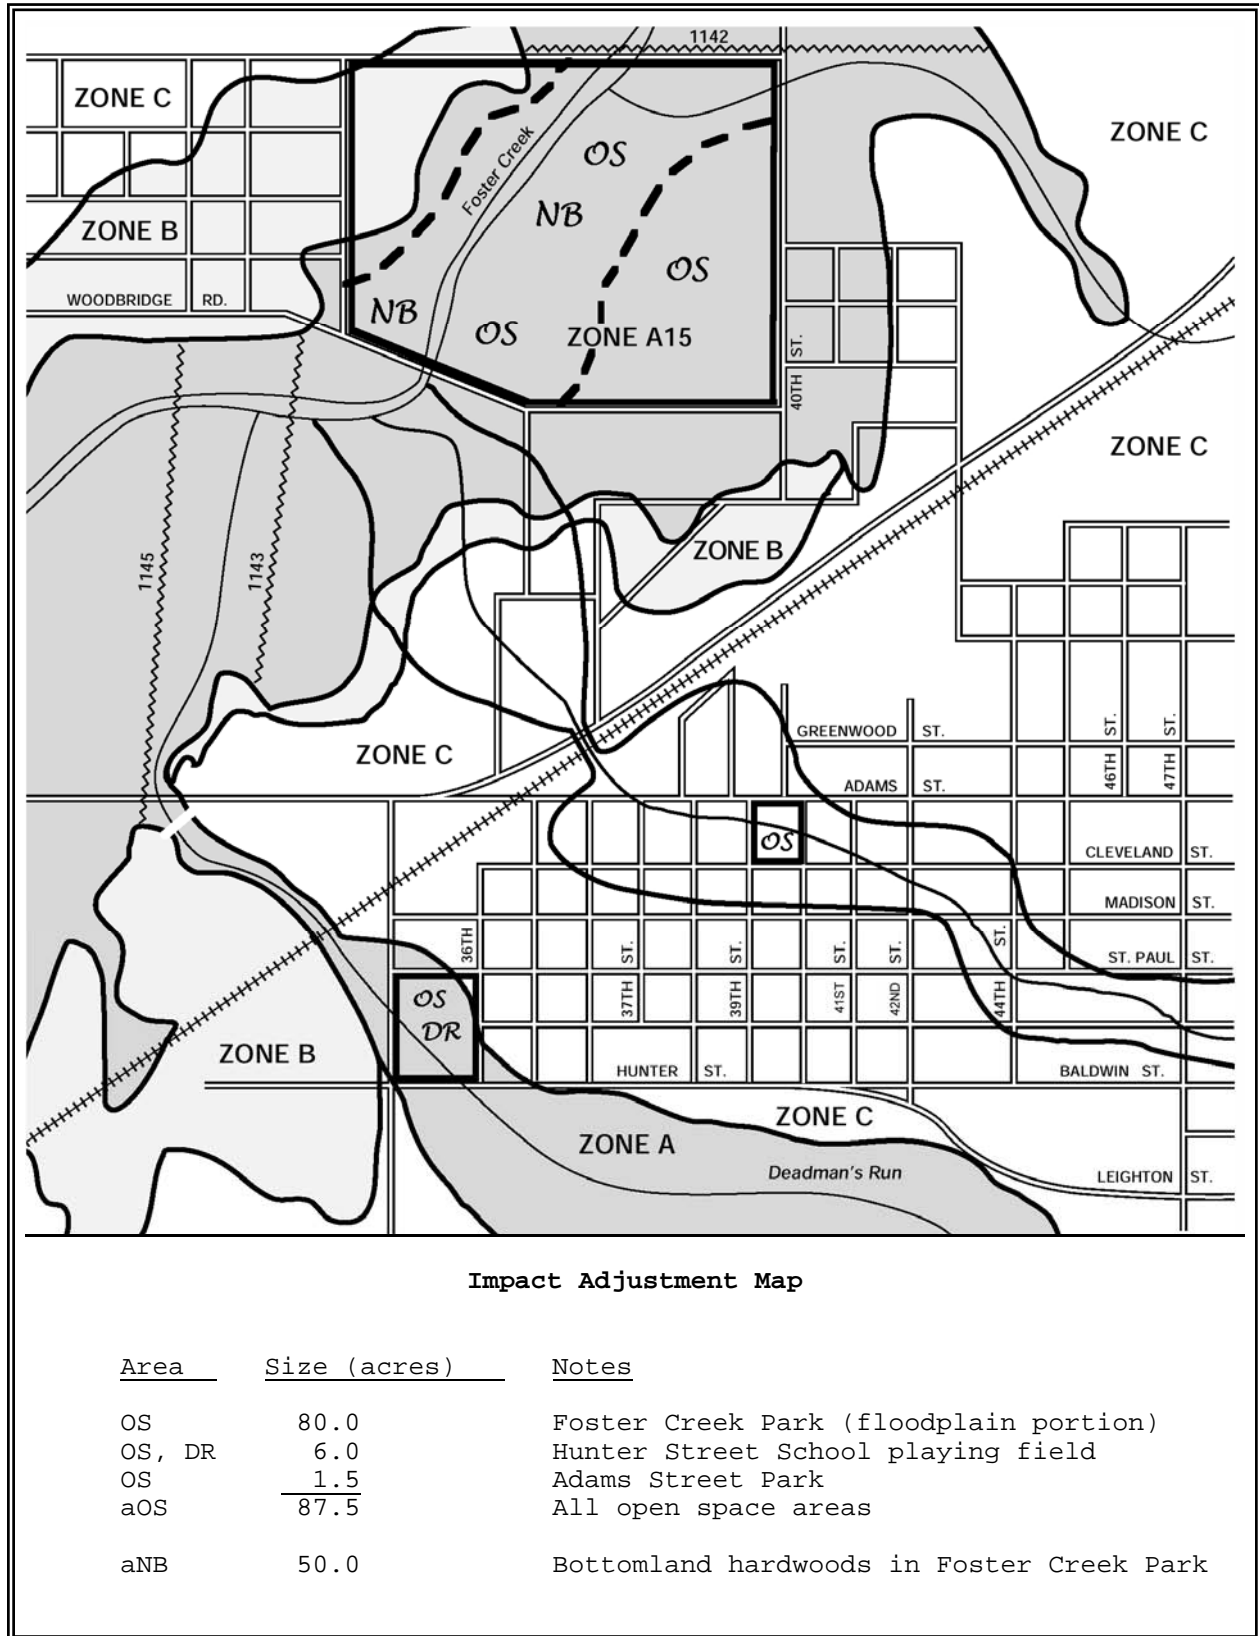 1142
ZONE C
ZONE C
OS
Foster Creek
NB
ZONE B
OS
WOODBRIDGE RD.
NB
OS
ZONE A15
40TH ST.
ZONE C
ZONE B
1145
1143
GREENWOOD ST.
46TH ST.
47TH ST.
ZONE C
ADAMS ST.
OS
CLEVELAND ST.
MADISON ST.
36TH
37TH ST.
39TH ST.
41ST ST.
42ND ST.
44TH ST.
ST. PAUL ST.
OS
DR
ZONE B
HUNTER ST.
BALDWIN ST.
ZONE C
ZONE A
Deadman's Run
LEIGHTON ST.
Impact Adjustment Map
Area Size (acres) Notes
OS 80.0 Foster Creek Park (floodplain portion)
OS, DR 6.0 Hunter Street School playing field
OS 1.5 Adams Street Park
aOS 87.5 All open space areas
aNB 50.0 Bottomland hardwoods in Foster Creek Park